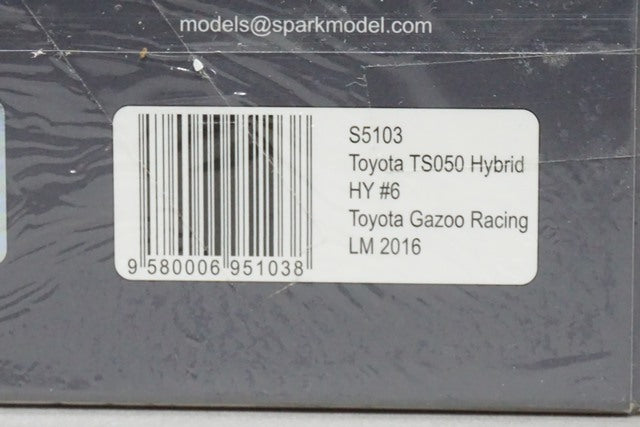 models@sparkmodel.com
S5103
Toyota TS050 Hybrid
HY #6
Toyota Gazoo Racing
LM 2016
9 580006 951038